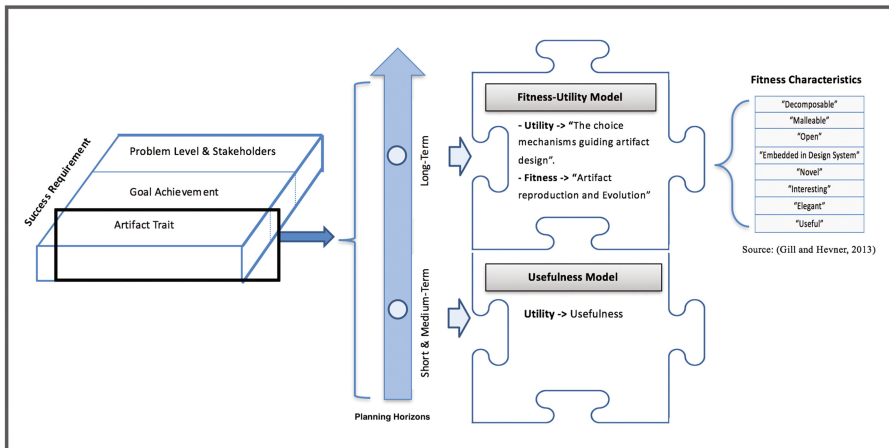 Success Requirement
Problem Level & Stakeholders
Goal Achievement
Artifact Trait
Long-Term
Short & Medium-Term
Planning Horizons
Fitness-Utility Model
- Utility -> “The choice
mechanisms guiding artifact
design”.
- Fitness -> “Artifact
reproduction and Evolution”
Usefulness Model
Utility -> Usefulness
Fitness Characteristics
“Decomposable”
“Malleable”
“Open”
“Embedded in Design System”
“Novel”
“Interesting”
“Elegant”
“Useful”
Source: (Gill and Hevner, 2013)